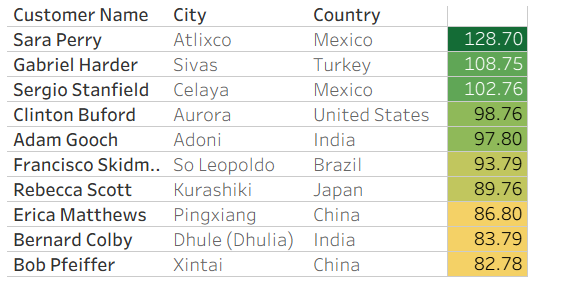 Customer Name City Country
Sara Perry Atlixco Mexico 128.70
Gabriel Harder Sivas Turkey 108.75
Sergio Stanfield Celaya Mexico 102.76
Clinton Buford Aurora United States 98.76
Adam Gooch Adoni India 97.80
Francisco Skidm.. So Leopoldo Brazil 93.79
Rebecca Scott Kurashiki Japan 89.76
Erica Matthews Pingxiang China 86.80
Bernard Colby Dhule (Dhulia) India 83.79
Bob Pfeiffer Xintai China 82.78